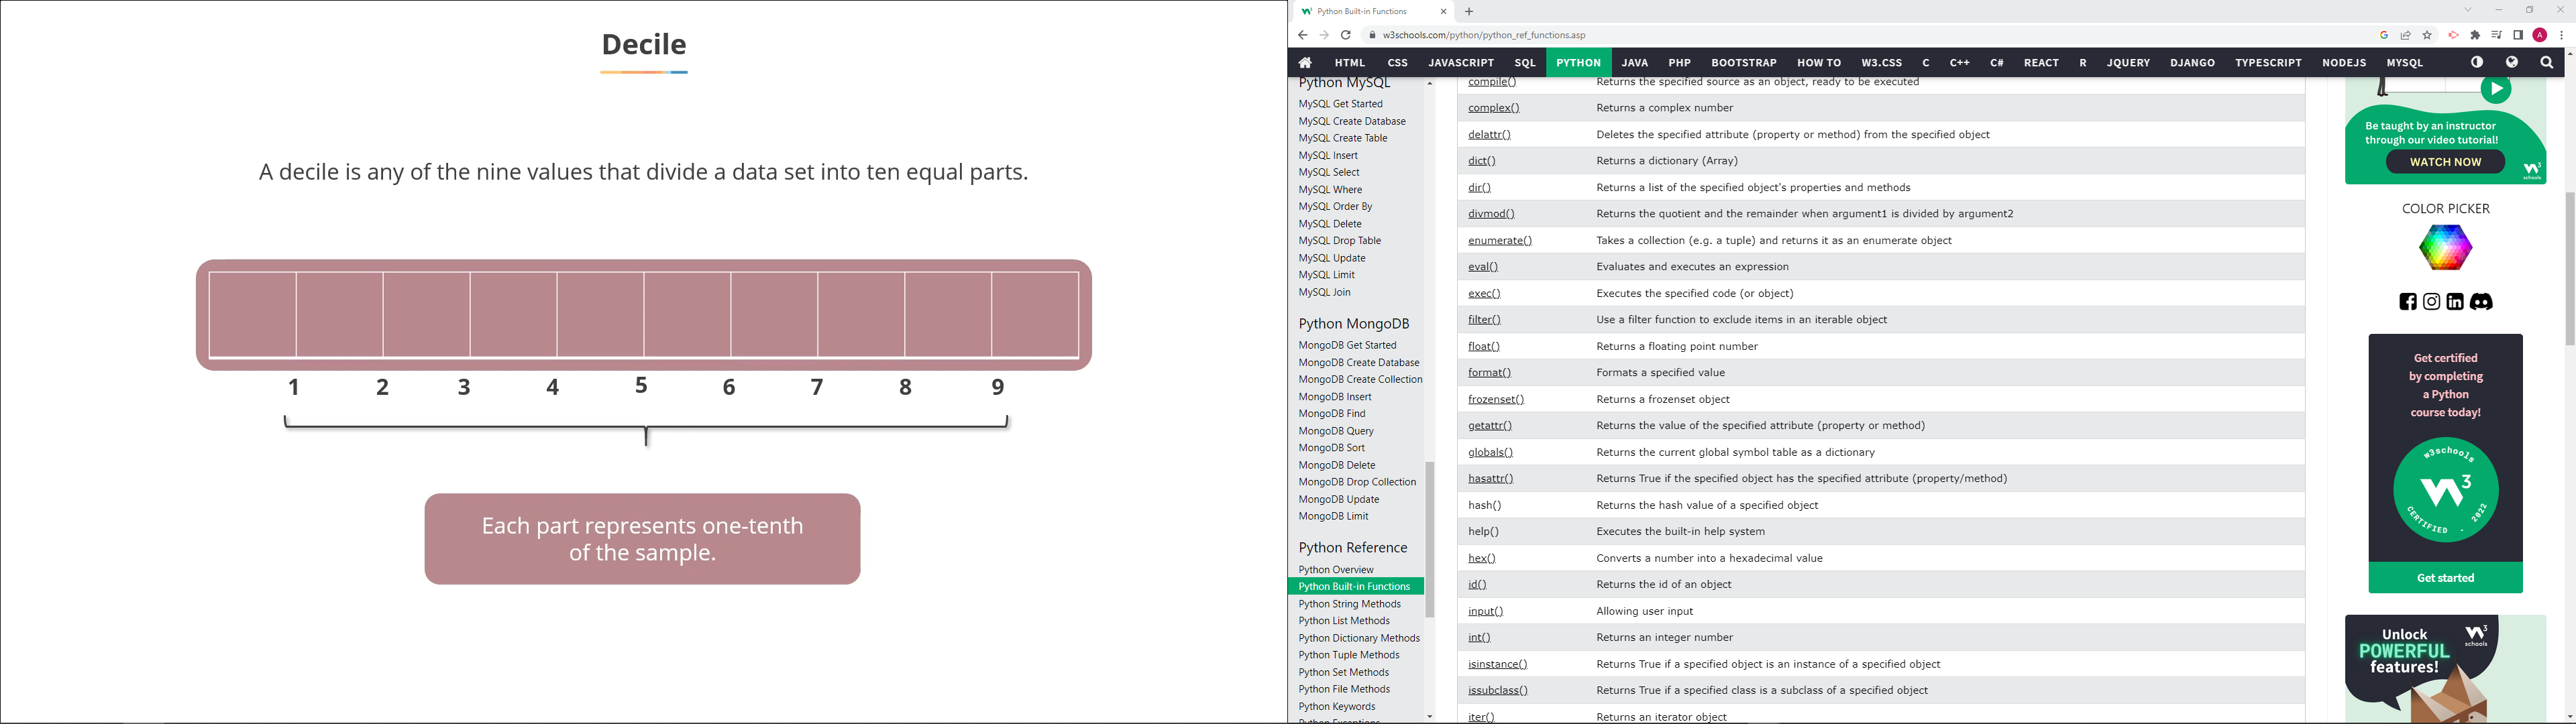 Decile
A decile is any of the nine values that divide a data set into ten equal parts.
1 2 3 4 5 6 7 8 9
Each part represents one-tenth
of the sample.
Python Built-in Functions
w3schools.com/python/python_ref_functions.asp
A
HTML CSS JAVASCRIPT SQL PYTHON JAVA PHP BOOTSTRAP HOW TO W3.CSS C C++ C# REACT R JQUERY DJANGO TYPESCRIPT NODEJS MYSQL
Python MySQL
MySQL Get Started
MySQL Create Database
MySQL Create Table
MySQL Insert
MySQL Select
MySQL Where
MySQL Order By
MySQL Delete
MySQL Drop Table
MySQL Update
MySQL Limit
MySQL Join
Python MongoDB
MongoDB Get Started
MongoDB Create Database
MongoDB Create Collection
MongoDB Insert
MongoDB Find
MongoDB Query
MongoDB Sort
MongoDB Delete
MongoDB Drop Collection
MongoDB Update
MongoDB Limit
Python Reference
Python Overview
Python Built-in Functions
Python String Methods
Python List Methods
Python Dictionary Methods
Python Tuple Methods
Python Set Methods
Python File Methods
Python Keywords
Python Exceptions
compile() Returns the specified source as an object, ready to be executed
complex() Returns a complex number
delattr() Deletes the specified attribute (property or method) from the specified object
dict() Returns a dictionary (Array)
dir() Returns a list of the specified object's properties and methods
divmod() Returns the quotient and the remainder when argument1 is divided by argument2
enumerate() Takes a collection (e.g. a tuple) and returns it as an enumerate object
eval() Evaluates and executes an expression
exec() Executes the specified code (or object)
filter() Use a filter function to exclude items in an iterable object
float() Returns a floating point number
format() Formats a specified value
frozenset() Returns a frozenset object
getattr() Returns the value of the specified attribute (property or method)
globals() Returns the current global symbol table as a dictionary
hasattr() Returns True if the specified object has the specified attribute (property/method)
hash() Returns the hash value of a specified object
help() Executes the built-in help system
hex() Converts a number into a hexadecimal value
id() Returns the id of an object
input() Allowing user input
int() Returns an integer number
isinstance() Returns True if a specified object is an instance of a specified object
issubclass() Returns True if a specified class is a subclass of a specified object
iter() Returns an iterator object
Be taught by an instructor
through our video tutorial!
WATCH NOW
W3
schools
COLOR PICKER
Get certified
by completing
a Python
course today!
w3schools
W3
CERTIFIED . 2022
Get started
Unlock
POWERFUL
features!
W3
schools